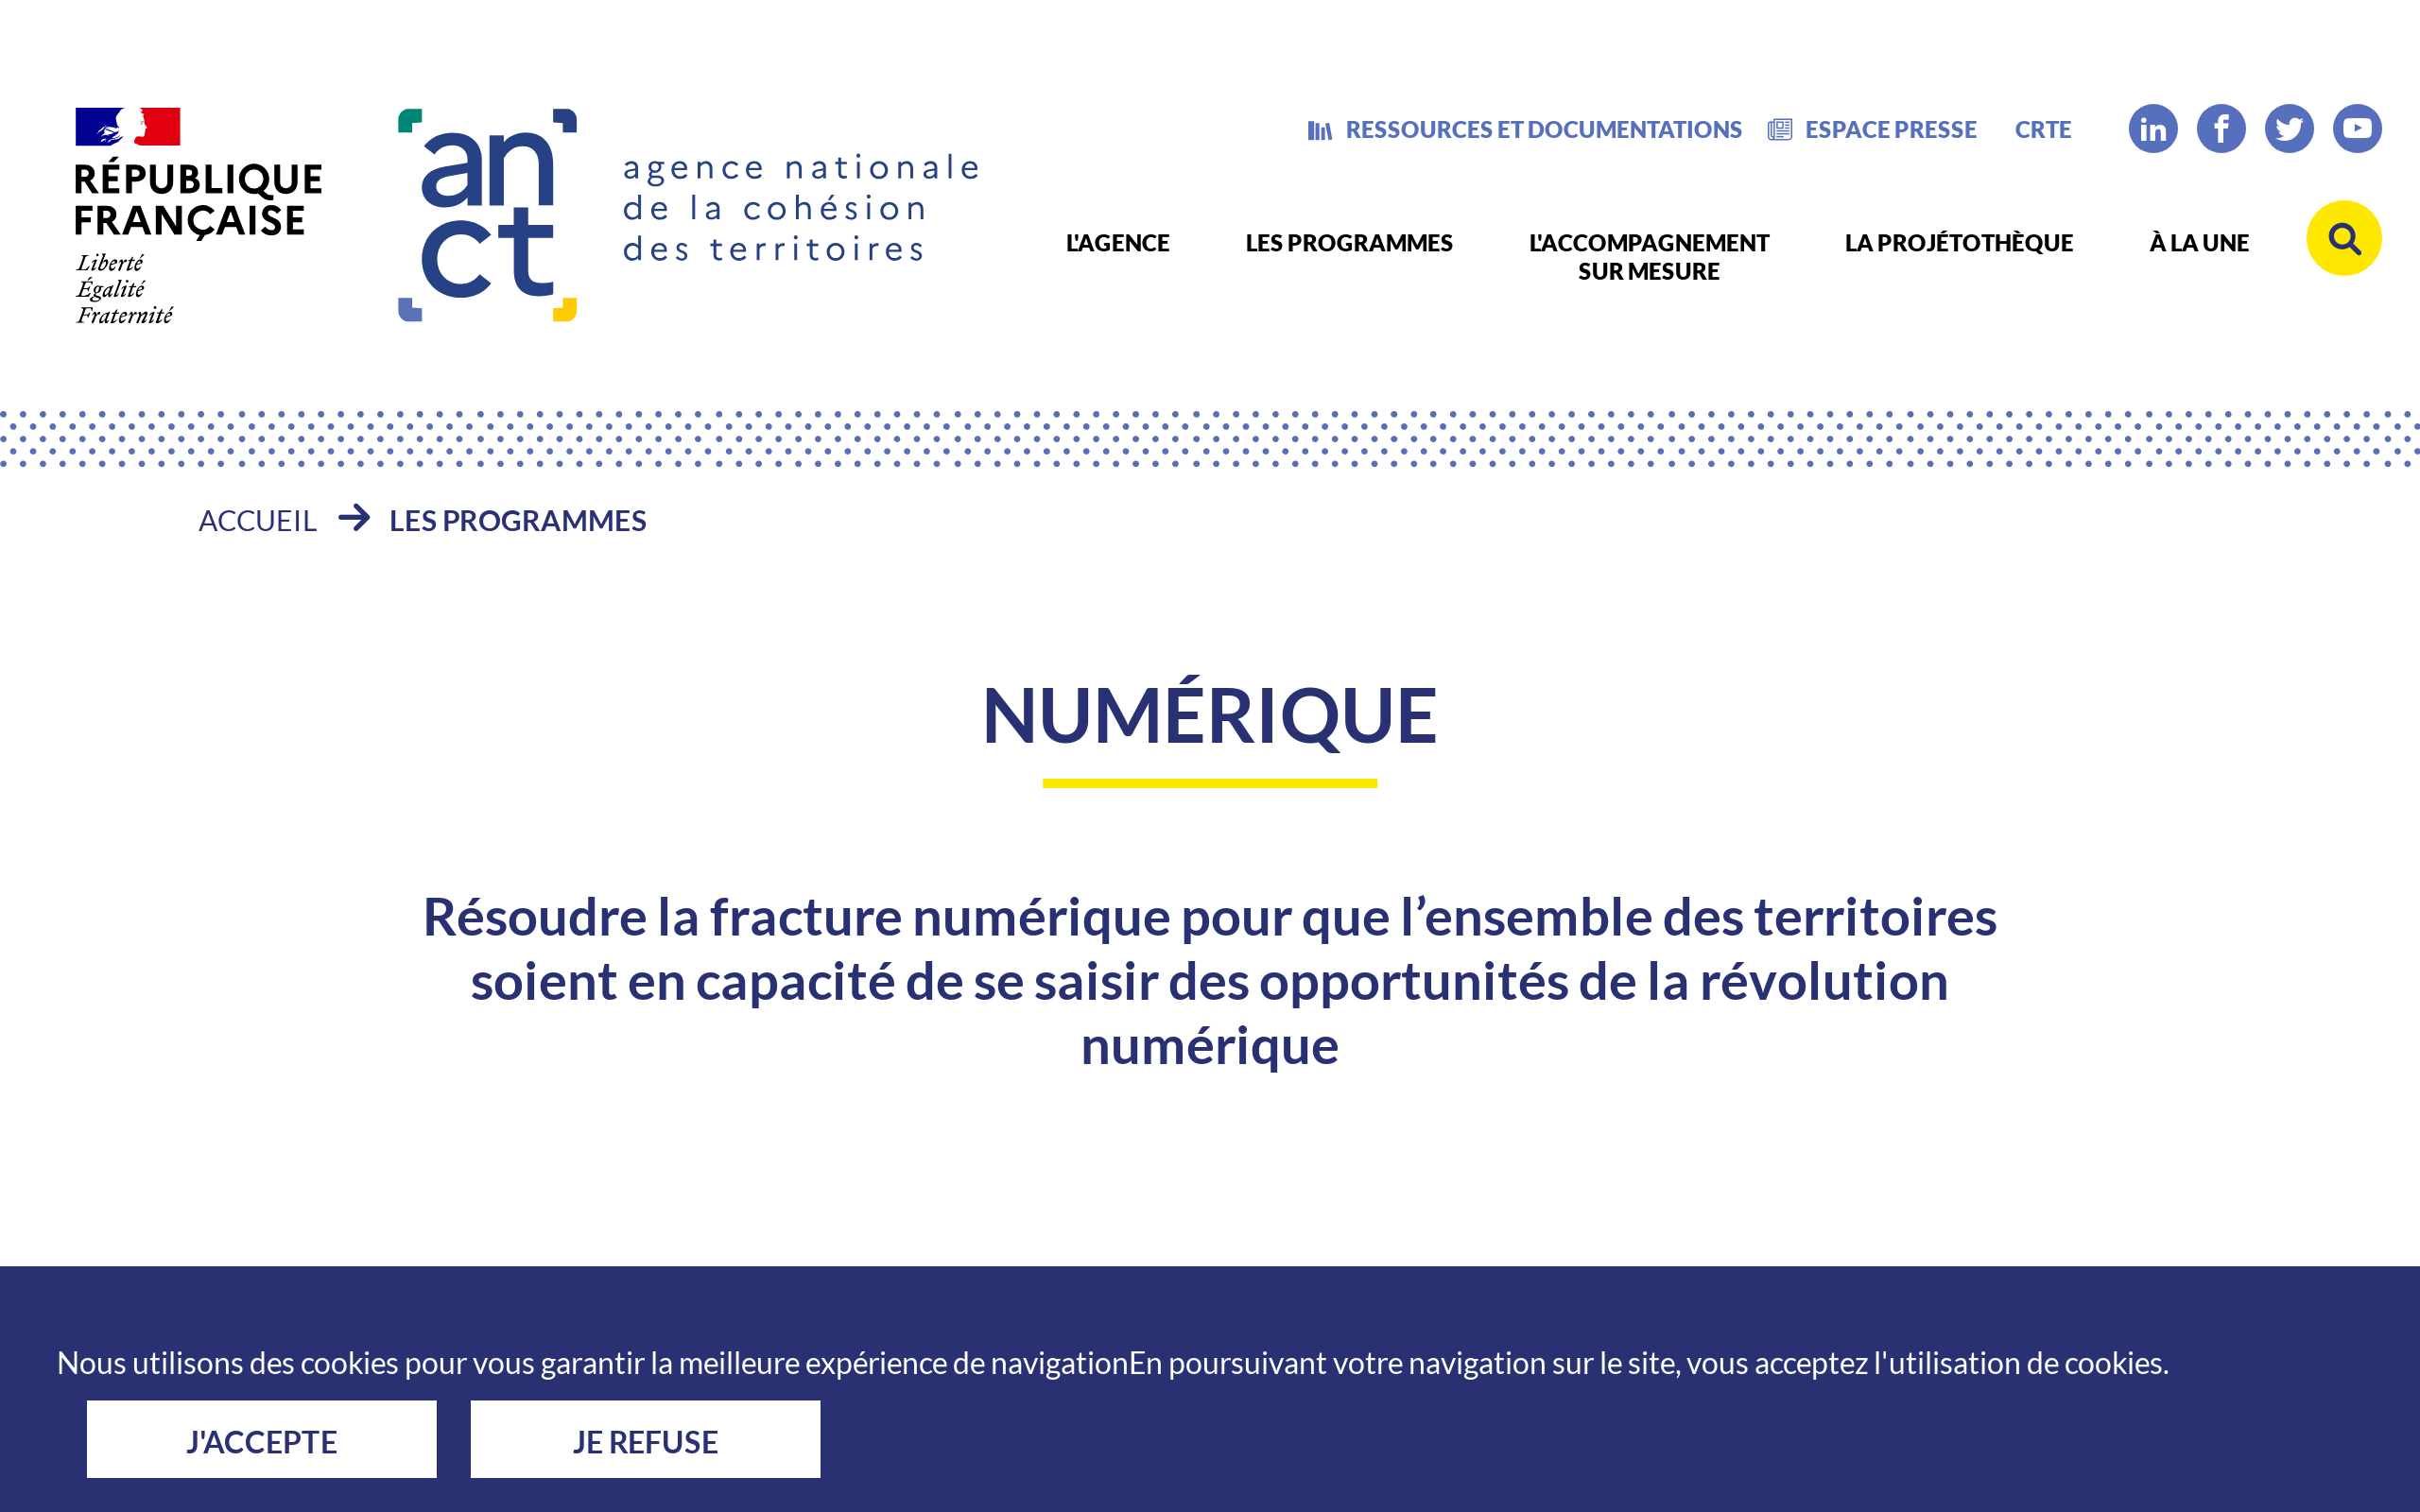 RÉPUBLIQUE
FRANÇAISE
Liberté
Égalité
Fraternité
an
ct
agence nationale
de la cohésion
des territoires
RESSOURCES ET DOCUMENTATIONS
ESPACE PRESSE
CRTE
L'AGENCE
LES PROGRAMMES
L'ACCOMPAGNEMENT
SUR MESURE
LA PROJÉTOTHÈQUE
À LA UNE
ACCUEIL LES PROGRAMMES
NUMÉRIQUE
Résoudre la fracture numérique pour que l’ensemble des territoires
soient en capacité de se saisir des opportunités de la révolution
numérique
Nous utilisons des cookies pour vous garantir la meilleure expérience de navigationEn poursuivant votre navigation sur le site, vous acceptez l'utilisation de cookies.
J'ACCEPTE
JE REFUSE